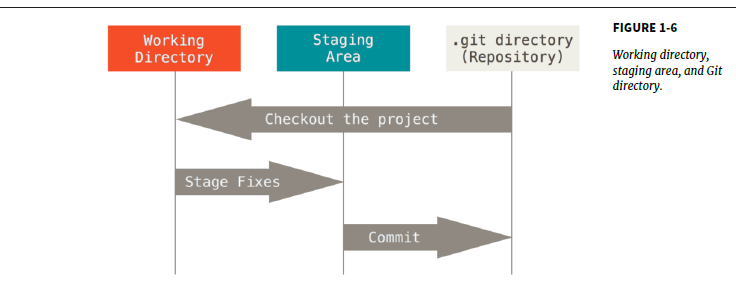 Working
Directory
Staging
Area
.git directory
(Repository)
Checkout the project
Stage Fixes
Commit
FIGURE 1-6
Working directory,
staging area, and Git
directory.